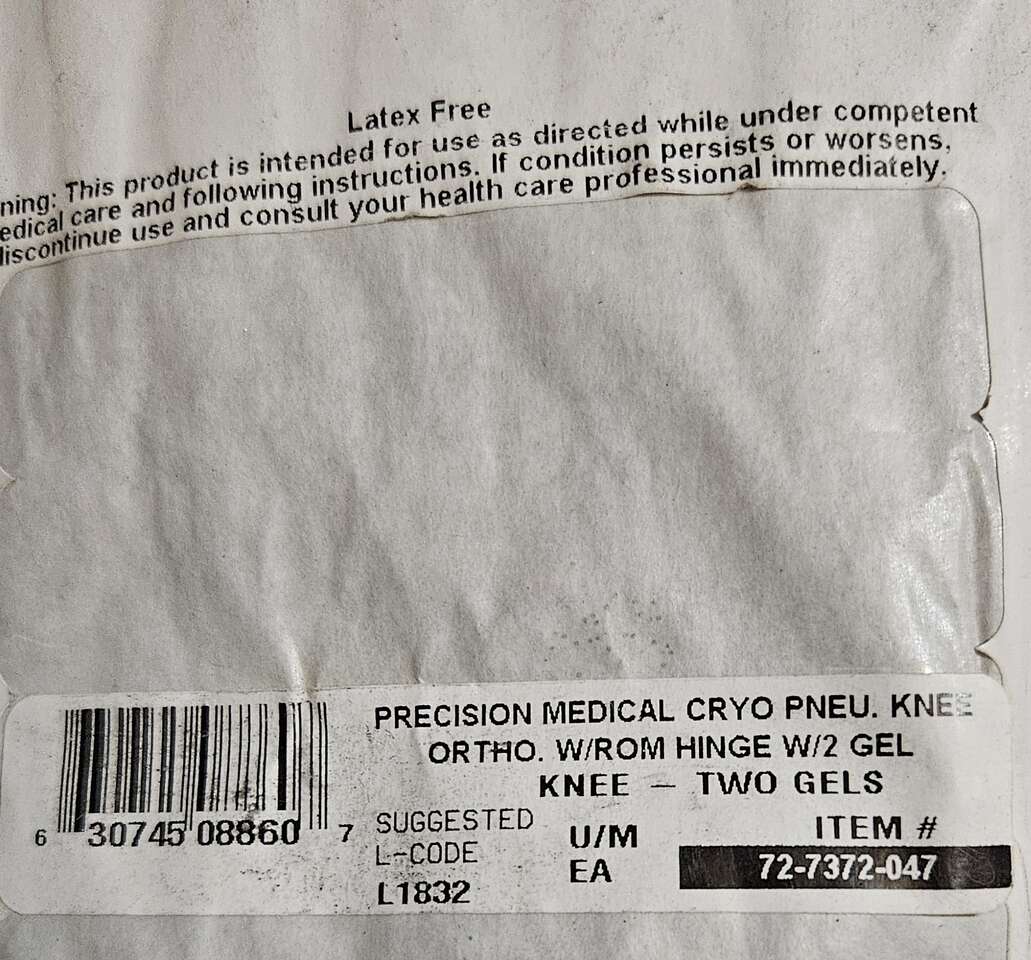 Latex Free
ning: This product is intended for use as directed while under competent
edical care and following instructions. If condition persists or worsens,
discontinue use and consult your health care professional immediately.
PRECISION MEDICAL CRYO PNEU. KNEE
ORTHO. W/ROM HINGE W/2 GEL
KNEE – TWO GELS
6 30745 08860 7
SUGGESTED
L-CODE
L1832
U/M
EA
ITEM #
72-7372-047